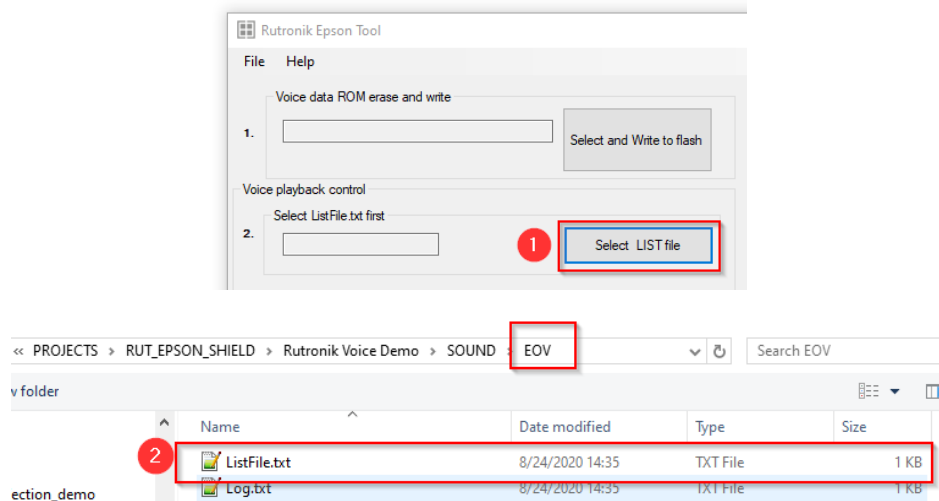 Rutronik Epson Tool
File Help
Voice data ROM erase and write
1.
Select and Write to flash
Voice playback control
Select ListFile.txt first
2.
1
Select LIST file
« PROJECTS › RUT_EPSON_SHIELD › Rutronik Voice Demo › SOUND › EOV
Search EOV
v folder
Name Date modified Type Size
2
ListFile.txt 8/24/2020 14:35 TXT File 1 KB
Log.txt 8/24/2020 14:35 TXT File 1 KB
ection_demo